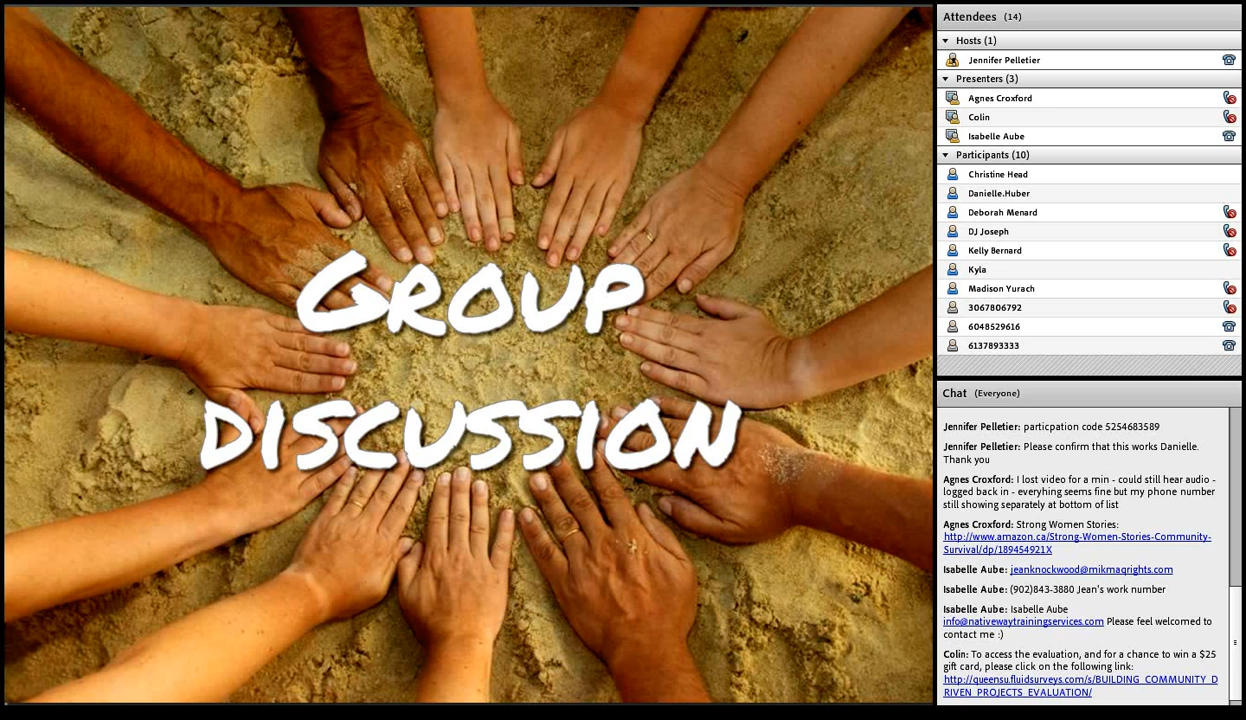 GROUP
DISCUSSION
Attendees (14)
Hosts (1)
Jennifer Pelletier
Presenters (3)
Agnes Croxford
Colin
Isabelle Aube
Participants (10)
Christine Head
Danielle.Huber
Deborah Menard
DJ Joseph
Kelly Bernard
Kyla
Madison Yurach
3067806792
6048529616
6137893333
Chat (Everyone)
Jennifer Pelletier: particpation code 5254683589
Jennifer Pelletier: Please confirm that this works Danielle.
Thank you
Agnes Croxford: I lost video for a min - could still hear audio -
logged back in - everyhing seems fine but my phone number
still showing separately at bottom of list
Agnes Croxford: Strong Women Stories:
http://www.amazon.ca/Strong-Women-Stories-Community-
Survival/dp/189454921X
Isabelle Aube: jeanknockwood@mikmaqrights.com
Isabelle Aube: (902)843-3880 Jean's work number
Isabelle Aube: Isabelle Aube
info@nativewaytrainingservices.com Please feel welcomed to
contact me :)
Colin: To access the evaluation, and for a chance to win a $25
gift card, please click on the following link:
http://queensu.fluidsurveys.com/s/BUILDING_COMMUNITY_D
RIVEN_PROJECTS_EVALUATION/